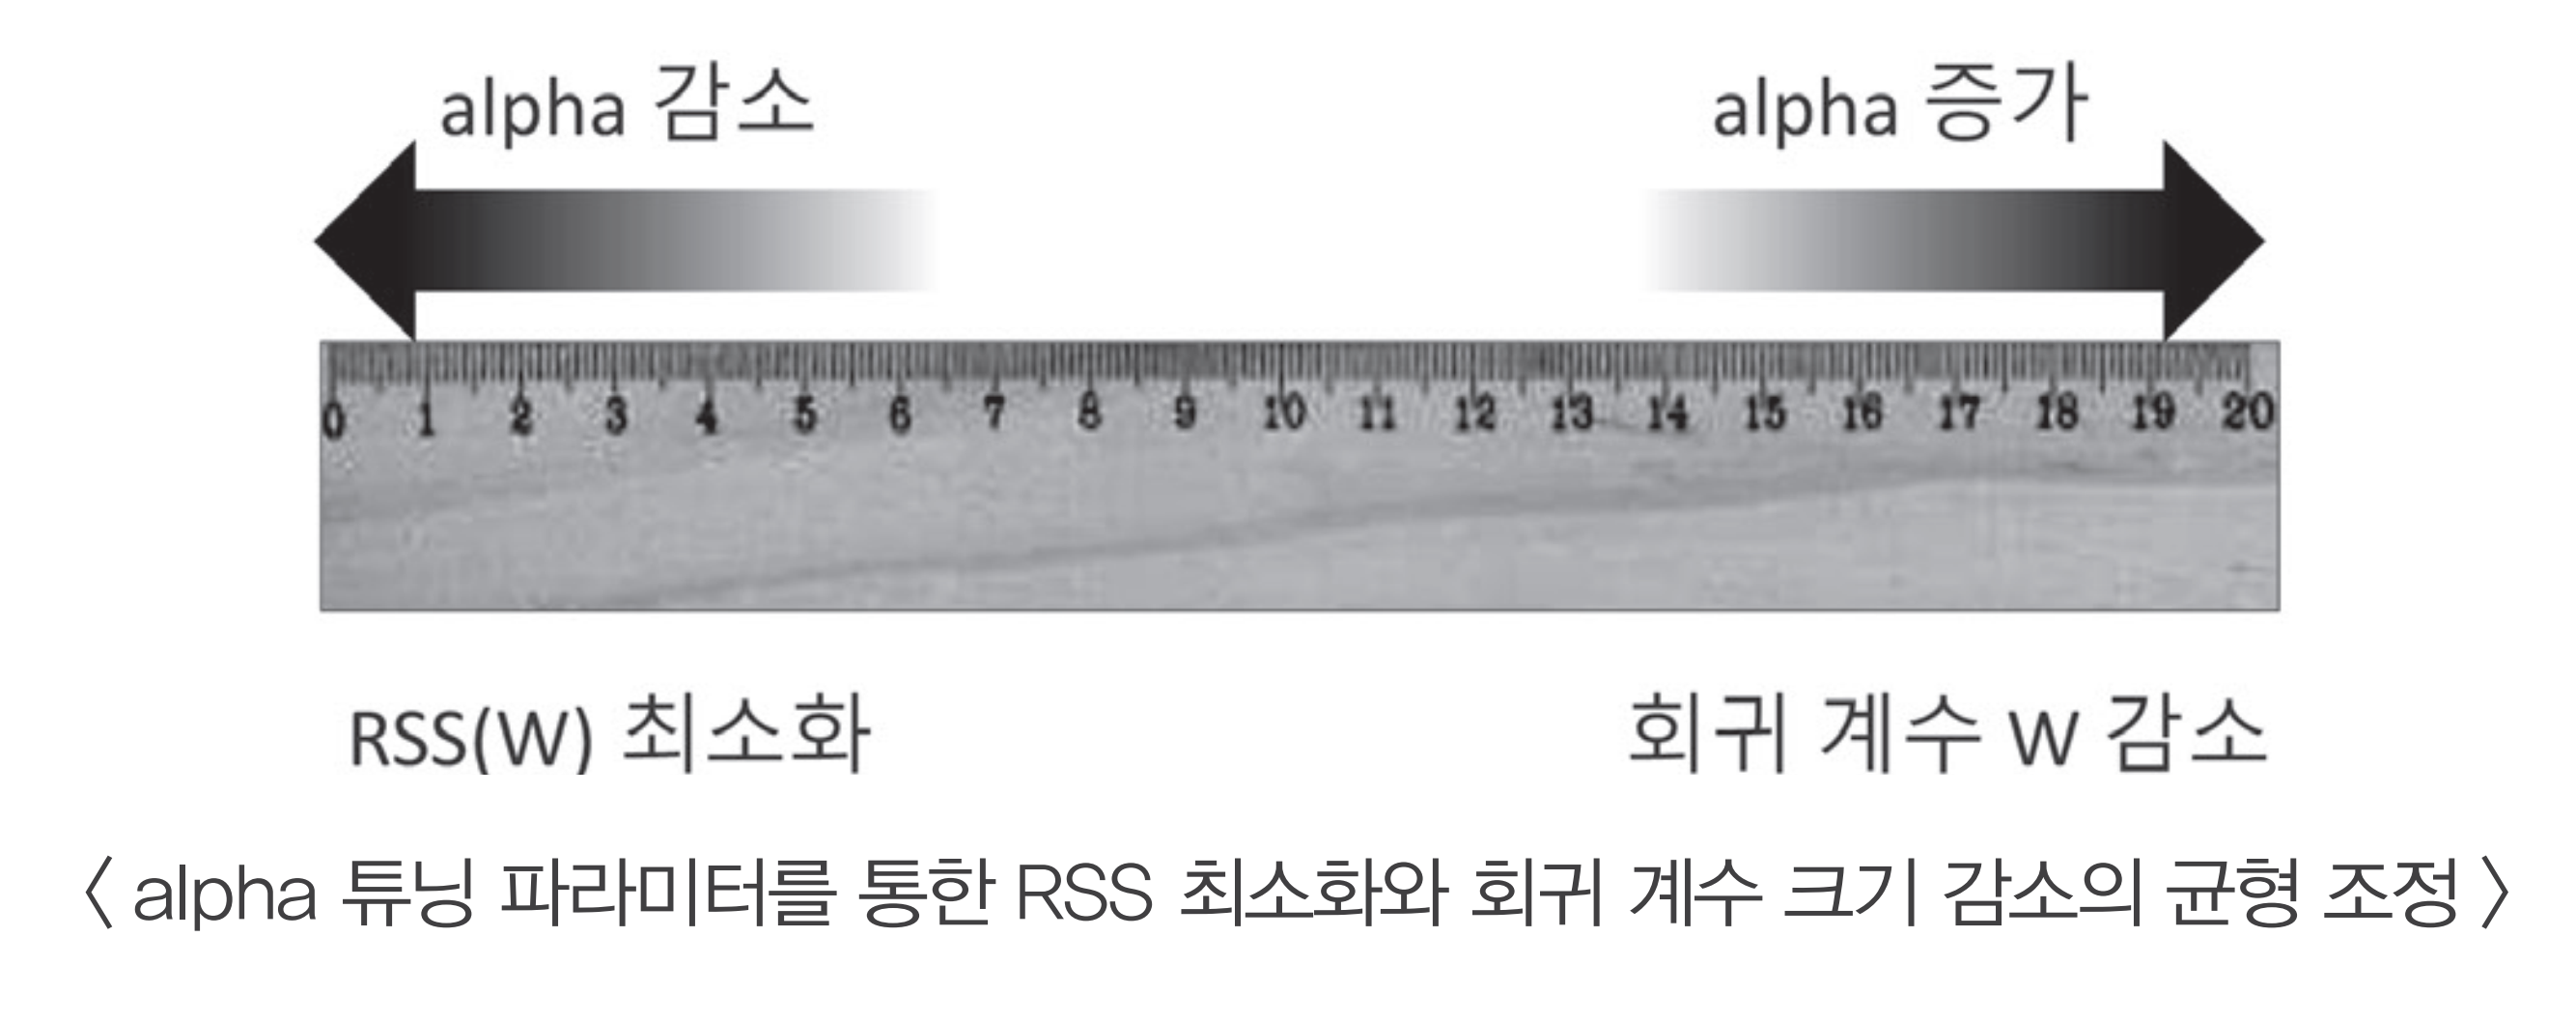 alpha 감소 alpha 증가
0 1 2 3 4 5 6 7 8 9 10 11 12 13 14 15 16 17 18 19 20
RSS(W) 최소화 회귀 계수 W 감소
〈 alpha 튜닝 파라미터를 통한 RSS 최소화와 회귀 계수 크기 감소의 균형 조정 〉